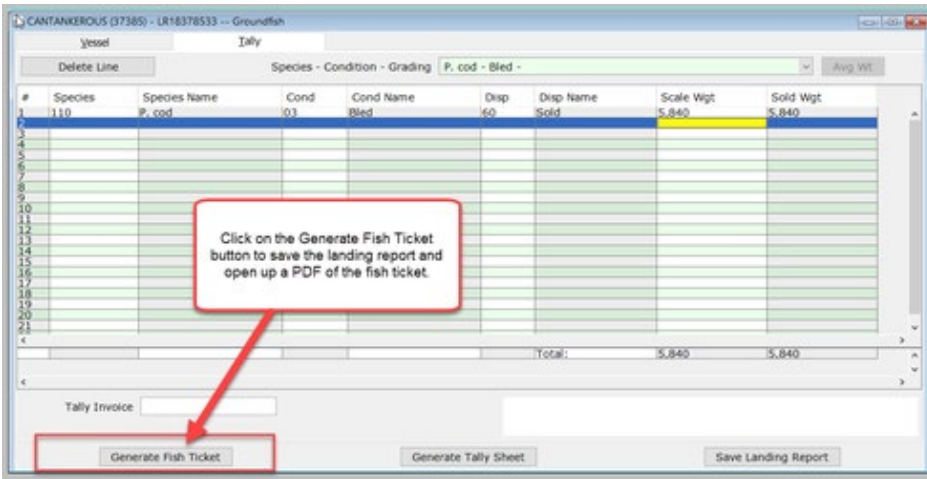 CANTANKEROUS (37385) - LR18378533 -- Groundfish
Vessel Tally
Delete Line Species - Condition - Grading P. cod - Bled - Avg Wt
# Species Species Name Cond Cond Name Disp Disp Name Scale Wgt Sold Wgt
1 110 P. cod 03 Bled 60 Sold 5,840 5,840
2
3
4
5
6
7
8
9
10
11
12
13
14
15
16
17
18
19
20
21
Click on the Generate Fish Ticket
button to save the landing report and
open up a PDF of the fish ticket.
Total: 5,840 5,840
Tally Invoice
Generate Fish Ticket Generate Tally Sheet Save Landing Report